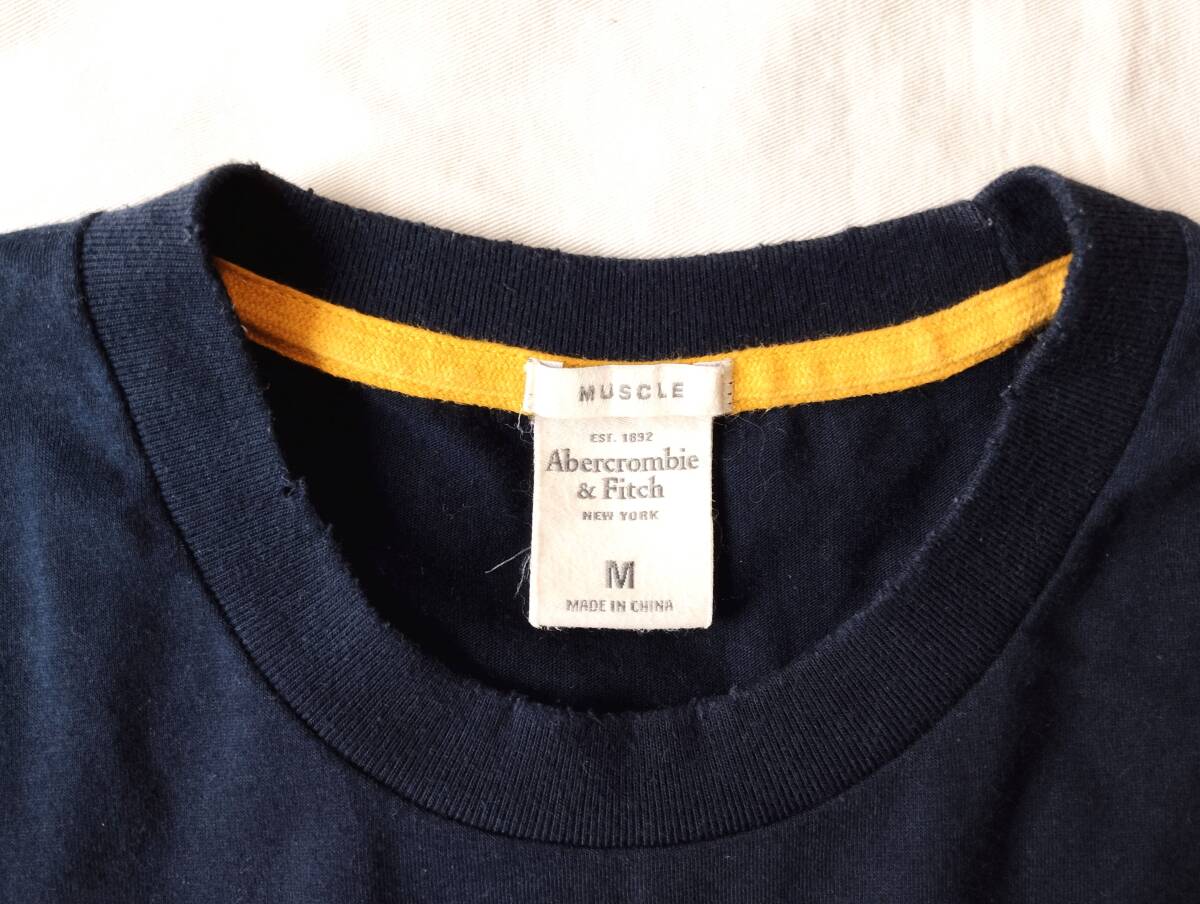 MUSCLE
EST. 1892
Abercrombie
& Fitch
NEW YORK
M
MADE IN CHINA